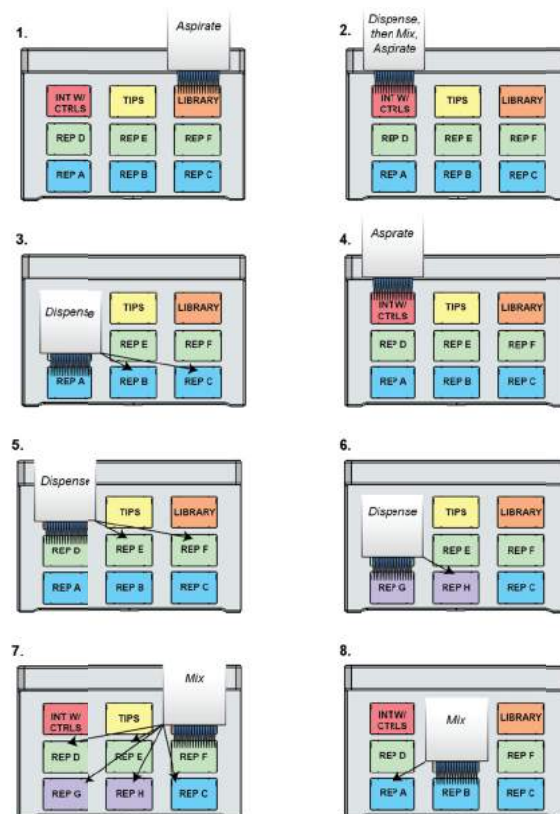 1.
Aspirate
INT W/
CTRLS
TIPS
LIBRARY
REP D
REP E
REP F
REP A
REP B
REP C
2.
Dispense,
then Mix,
Aspirate
INT W/
CTRLS
TIPS
LIBRARY
REP D
REP E
REP F
REP A
REP B
REP C
3.
Dispense
TIPS
LIBRARY
REP E
REP F
REP A
REP B
REP C
4.
Asprate
INT W/
CTRLS
TIPS
LIBRARY
REP D
REP E
REP F
REP A
REP B
REP C
5.
Dispense
TIPS
LIBRARY
REP D
REP E
REP F
REP A
REP B
REP C
6.
Dispense
TIPS
LIBRARY
REP E
REP F
REP G
REP H
REP C
7.
Mix
INT W/
CTRLS
TIPS
REP D
REP E
REP F
REP G
REP H
REP C
8.
Mix
INT W/
CTRLS
LIBRARY
REP D
REP F
REP A
REP B
REP C